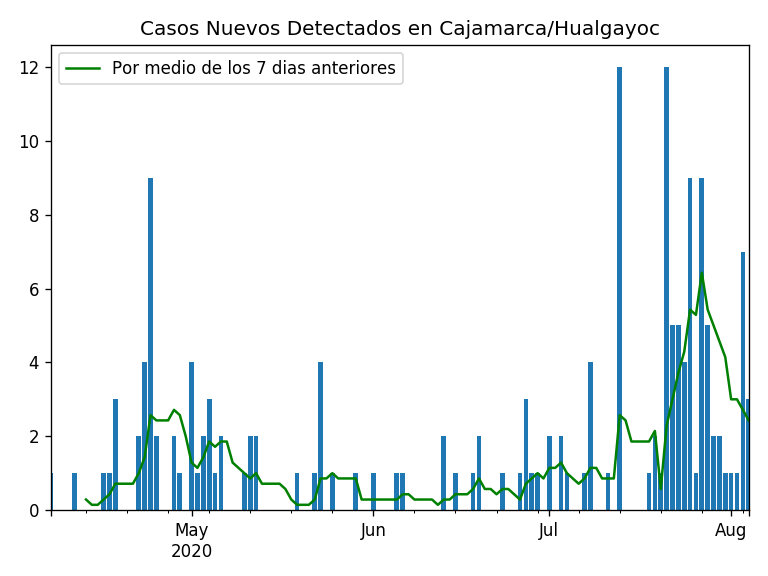 Casos Nuevos Detectados en Cajamarca/Hualgayoc
Por medio de los 7 dias anteriores
12
10
8
6
4
2
0
May
2020
Jun
Jul
Aug